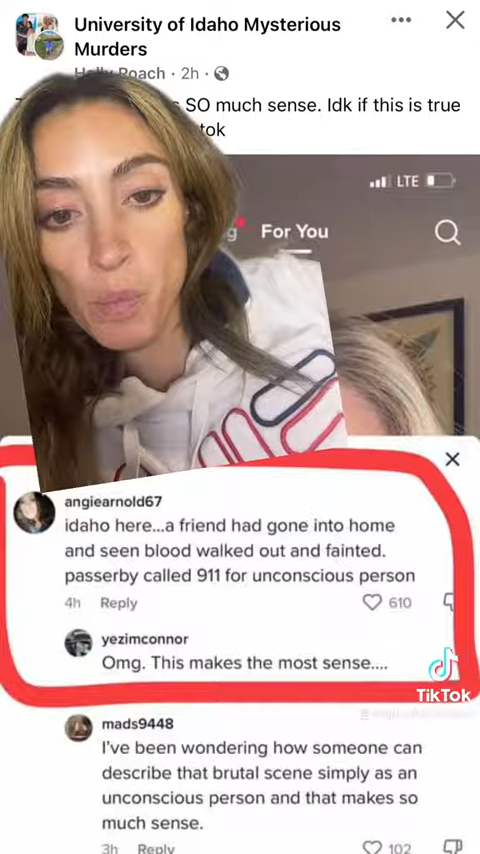 University of Idaho Mysterious
Murders
Roach · 2h ·
SO much sense. Idk if this is true
tok
LTE
For You
angiearnold67
idaho here...a friend had gone into home
and seen blood walked out and fainted.
passerby called 911 for unconscious person
4h Reply 610
yezimconnor
Omg. This makes the most sense....
TikTok
mads9448
I've been wondering how someone can
describe that brutal scene simply as an
unconscious person and that makes so
much sense.
3h Reply 102